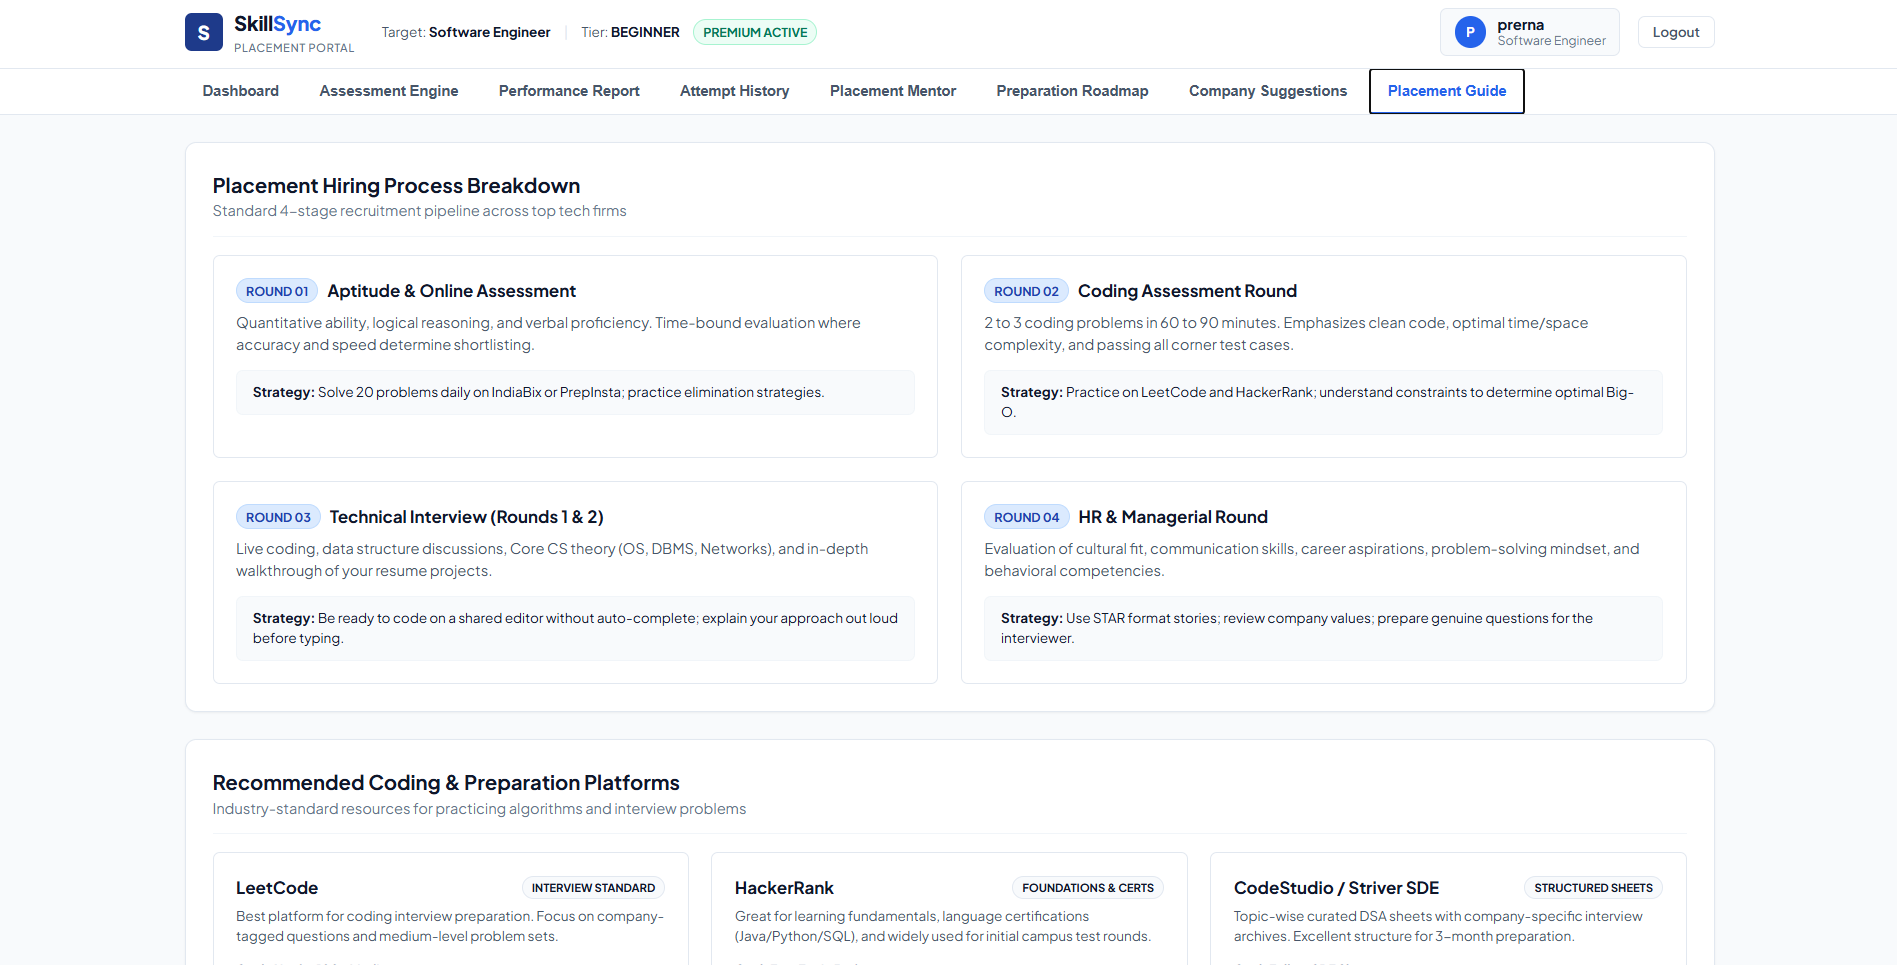 S
SkillSync
PLACEMENT PORTAL
Target: Software Engineer
Tier: BEGINNER
PREMIUM ACTIVE
P
prerna
Software Engineer
Logout
Dashboard
Assessment Engine
Performance Report
Attempt History
Placement Mentor
Preparation Roadmap
Company Suggestions
Placement Guide
Placement Hiring Process Breakdown
Standard 4-stage recruitment pipeline across top tech firms
ROUND 01
Aptitude & Online Assessment
Quantitative ability, logical reasoning, and verbal proficiency. Time-bound evaluation where
accuracy and speed determine shortlisting.
Strategy: Solve 20 problems daily on IndiaBix or PrepInsta; practice elimination strategies.
ROUND 02
Coding Assessment Round
2 to 3 coding problems in 60 to 90 minutes. Emphasizes clean code, optimal time/space
complexity, and passing all corner test cases.
Strategy: Practice on LeetCode and HackerRank; understand constraints to determine optimal Big-
O.
ROUND 03
Technical Interview (Rounds 1 & 2)
Live coding, data structure discussions, Core CS theory (OS, DBMS, Networks), and in-depth
walkthrough of your resume projects.
Strategy: Be ready to code on a shared editor without auto-complete; explain your approach out loud
before typing.
ROUND 04
HR & Managerial Round
Evaluation of cultural fit, communication skills, career aspirations, problem-solving mindset, and
behavioral competencies.
Strategy: Use STAR format stories; review company values; prepare genuine questions for the
interviewer.
Recommended Coding & Preparation Platforms
Industry-standard resources for practicing algorithms and interview problems
LeetCode
INTERVIEW STANDARD
Best platform for coding interview preparation. Focus on company-
tagged questions and medium-level problem sets.
HackerRank
FOUNDATIONS & CERTS
Great for learning fundamentals, language certifications
(Java/Python/SQL), and widely used for initial campus test rounds.
CodeStudio / Striver SDE
STRUCTURED SHEETS
Topic-wise curated DSA sheets with company-specific interview
archives. Excellent structure for 3-month preparation.